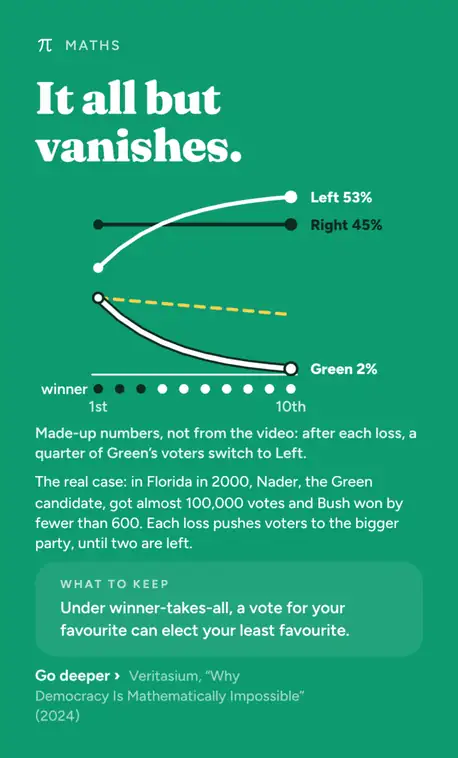 π MATHS
It all but
vanishes.
Left 53%
Right 45%
Green 2%
winner
1st 10th
Made-up numbers, not from the video: after each loss, a
quarter of Green’s voters switch to Left.
The real case: in Florida in 2000, Nader, the Green
candidate, got almost 100,000 votes and Bush won by
fewer than 600. Each loss pushes voters to the bigger
party, until two are left.
WHAT TO KEEP
Under winner-takes-all, a vote for your
favourite can elect your least favourite.
Go deeper › Veritasium, “Why
Democracy Is Mathematically Impossible”
(2024)